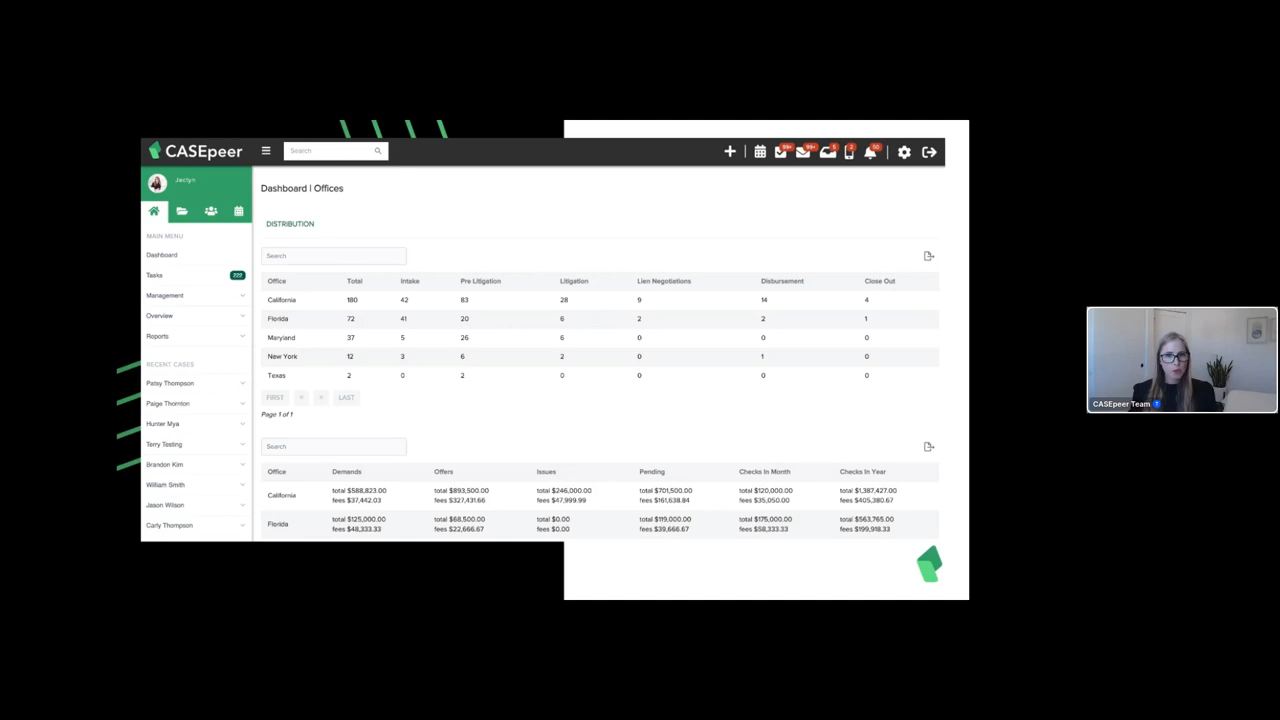 CASEpeer
Search
99+ 99+ 5 2 50
Jaclyn
Dashboard | Offices
MAIN MENU
Dashboard
Tasks 222
Management
Overview
Reports
RECENT CASES
Patsy Thompson
Paige Thornton
Hunter Mya
Terry Testing
Brandon Kim
William Smith
Jason Wilson
Carly Thompson
DISTRIBUTION
Search
Office Total Intake Pre Litigation Litigation Lien Negotiations Disbursement Close Out
California 180 42 83 28 9 14 4
Florida 72 41 20 6 2 2 1
Maryland 37 5 26 6 0 0 0
New York 12 3 6 2 0 1 0
Texas 2 0 2 0 0 0 0
FIRST « » LAST
Page 1 of 1
Search
Office Demands Offers Issues Pending Checks In Month Checks In Year
California
total $588,823.00 total $893,500.00 total $246,000.00 total $701,500.00 total $120,000.00 total $1,387,427.00
fees $37,442.03 fees $327,431.66 fees $47,999.99 fees $161,638.84 fees $35,050.00 fees $405,380.67
Florida
total $125,000.00 total $68,500.00 total $0.00 total $119,000.00 total $175,000.00 total $563,765.00
fees $48,333.33 fees $22,666.67 fees $0.00 fees $39,666.67 fees $58,333.33 fees $199,918.33
CASEpeer Team